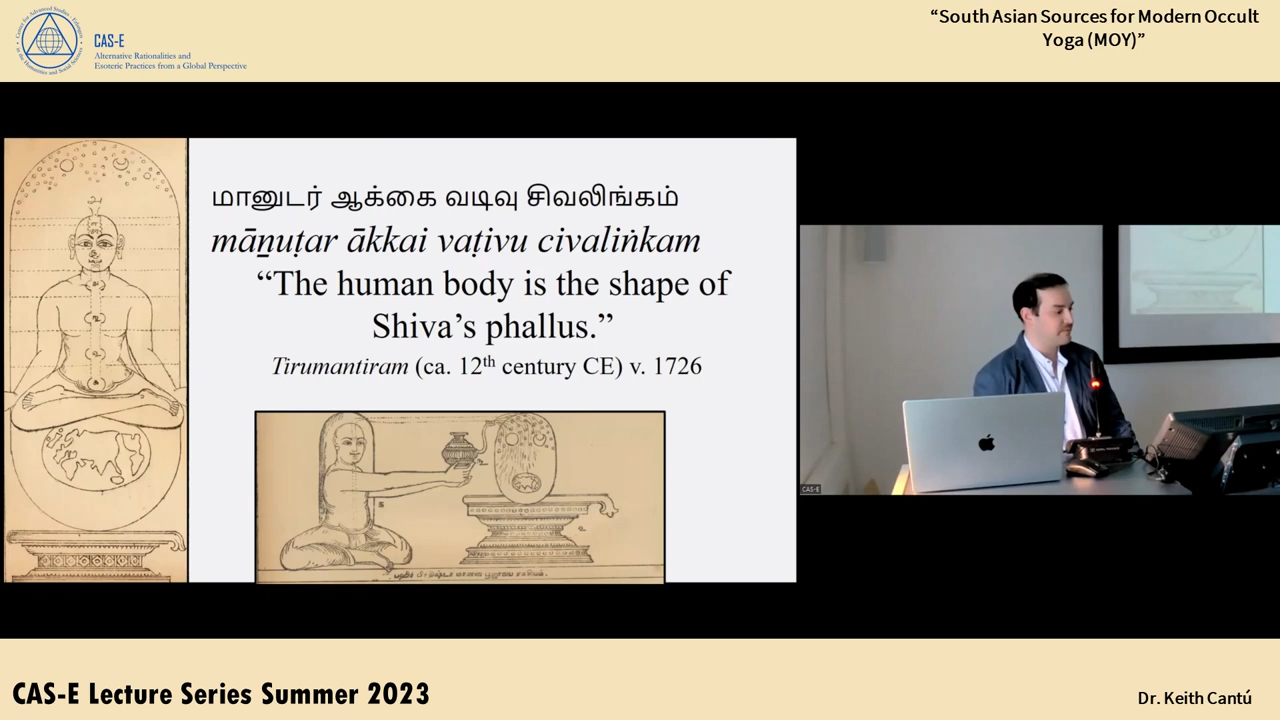 CAS-E
Alternative Rationalities and
Esoteric Practices from a Global Perspective
“South Asian Sources for Modern Occult
Yoga (MOY)”
மானுடர் ஆக்கை வடிவு சிவலிங்கம்
māṉuṭar ākkai vaṭivu civaliṅkam
“The human body is the shape of
Shiva’s phallus.”
Tirumantiram (ca. 12th century CE) v. 1726
CAS-E
CAS-E Lecture Series Summer 2023
Dr. Keith Cantú